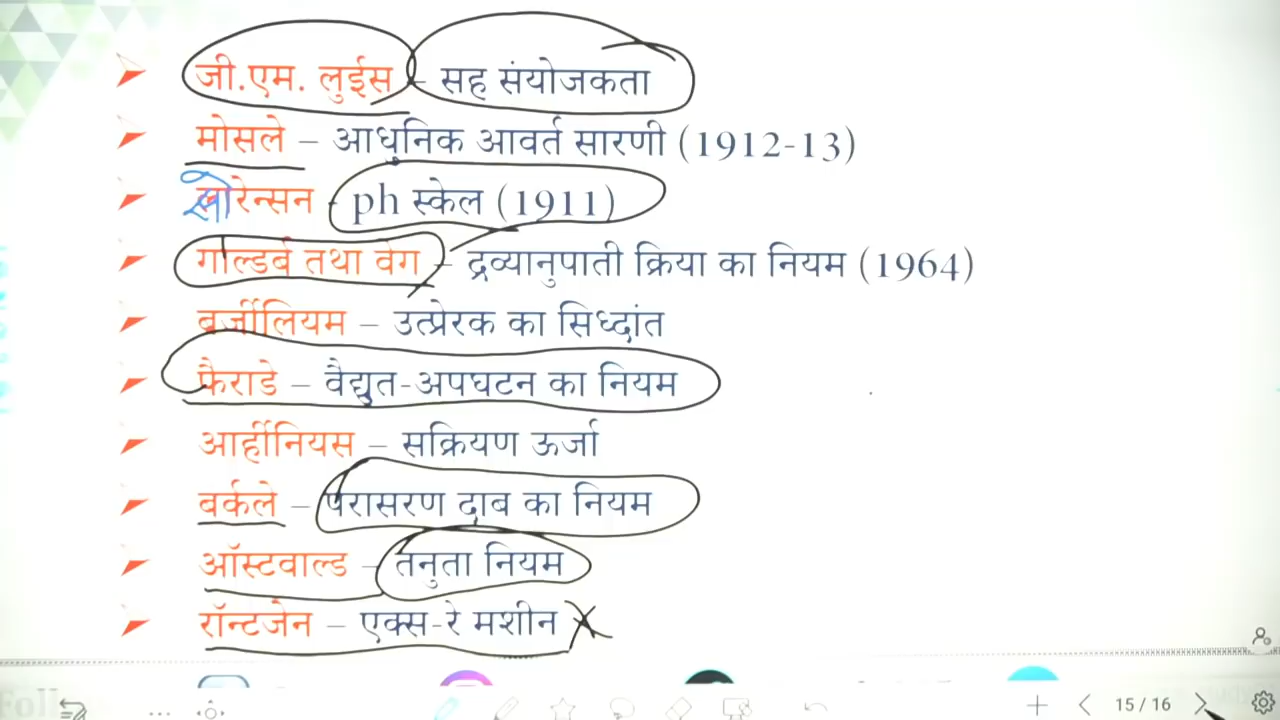 जी.एम. लुईस – सह संयोजकता
मोसले – आधुनिक आवर्त सारणी (1912-13)
सोरेन्सन - ph स्केल (1911)
गोल्डबर्ग तथा वेग – द्रव्यानुपाती क्रिया का नियम (1964)
बर्जीलियम – उत्प्रेरक का सिध्दांत
फैराडे – वैद्युत-अपघटन का नियम
आर्हीनियस – सक्रियण ऊर्जा
बर्कले – परासरण दाब का नियम
ऑस्टवाल्ड – तनुता नियम
रॉन्टजेन – एक्स-रे मशीन
15 / 16